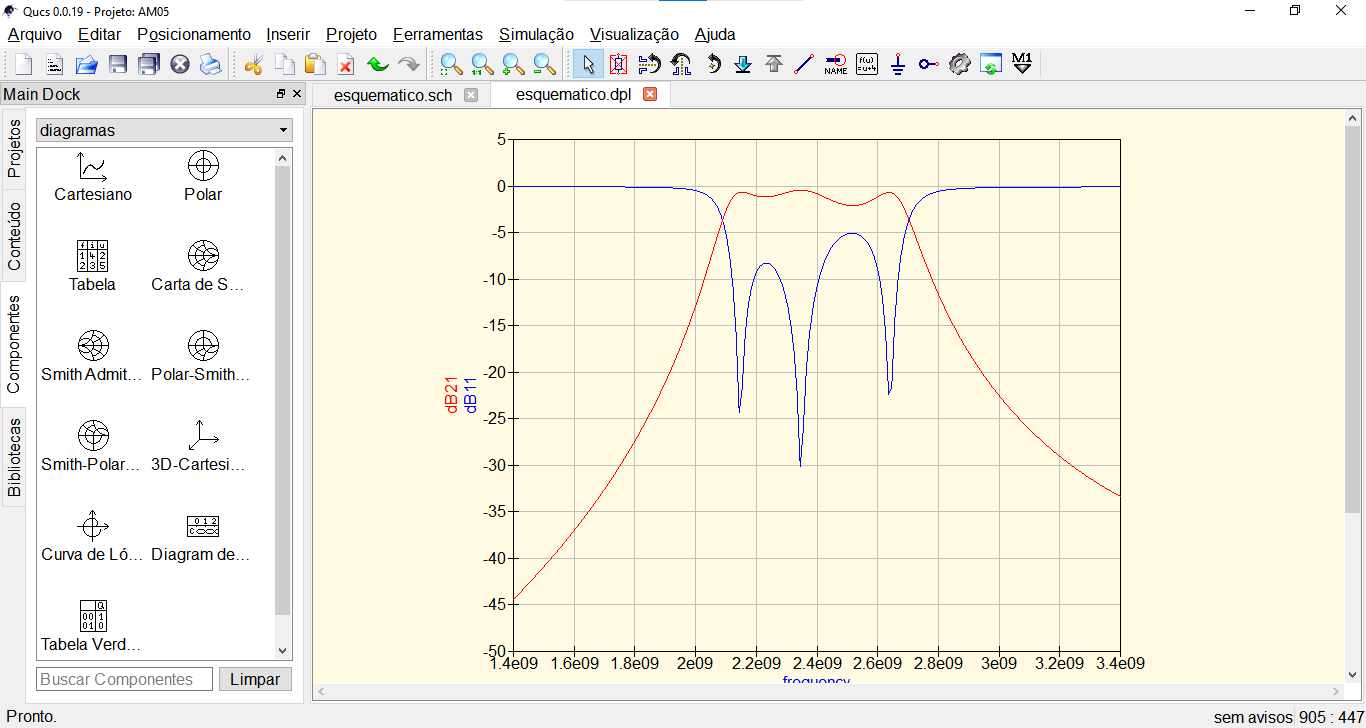 Qucs 0.0.19 - Projeto: AM05
Arquivo Editar Posicionamento Inserir Projeto Ferramentas Simulação Visualização Ajuda
1:1
NAME
f(ω)
=u+4
M1
Main Dock
esquematico.sch
esquematico.dpl
Projetos
Conteúdo
Componentes
Bibliotecas
diagramas
Cartesiano
Polar
Tabela
Carta de S...
Smith Admit...
Polar-Smith...
Smith-Polar...
3D-Cartesi...
Curva de Ló...
Diagram de...
Tabela Verd...
Buscar Componentes
Limpar
5
0
-5
-10
-15
-20
-25
-30
-35
-40
-45
-50
dB21
dB11
1.4e09 1.6e09 1.8e09 2e09 2.2e09 2.4e09 2.6e09 2.8e09 3e09 3.2e09 3.4e09
frequency
Pronto.
sem avisos 905 : 447